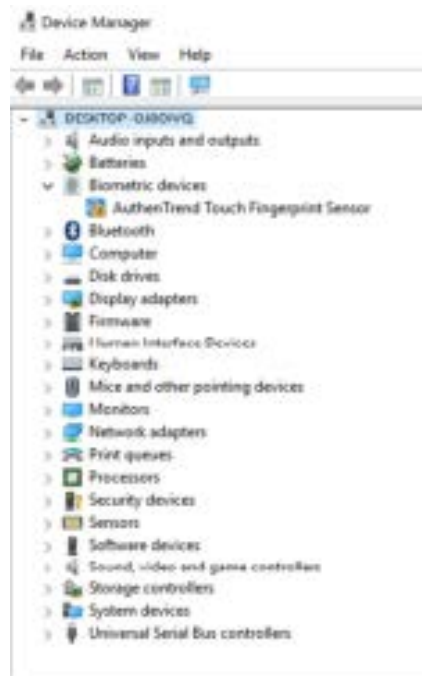 Device Manager
File Action View Help
Audio inputs and outputs
Batteries
Biometric devices
AuthenTrend Touch Fingerprint Sensor
Bluetooth
Computer
Disk drives
Display adapters
Firmware
Human Interface Devices
Keyboards
Mice and other pointing devices
Monitors
Network adapters
Print queues
Processors
Security devices
Sensors
Software devices
Sound, video and game controllers
Storage controllers
System devices
Universal Serial Bus controllers